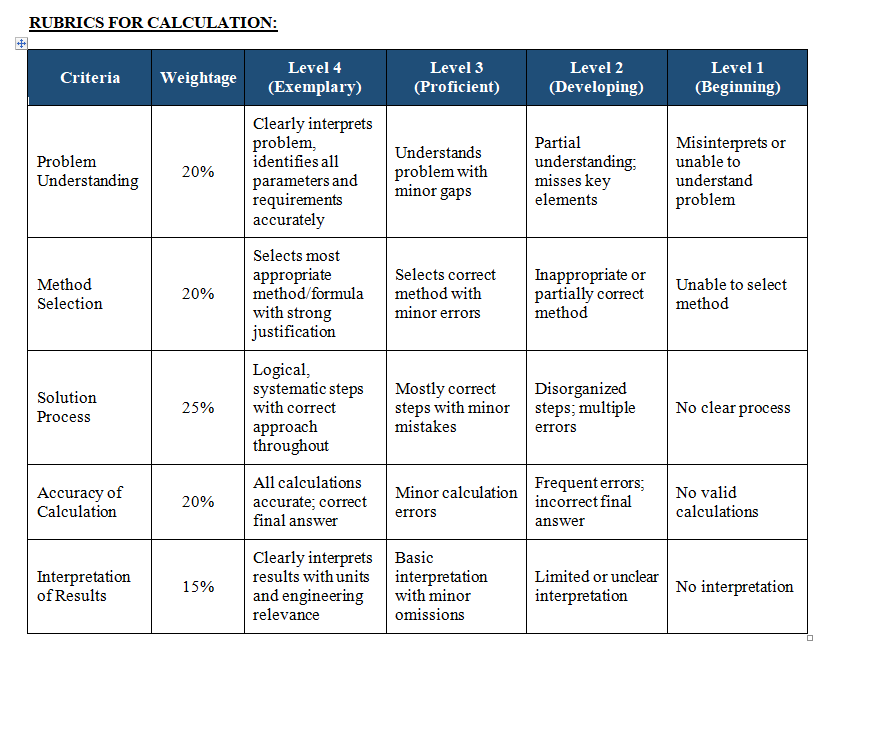 RUBRICS FOR CALCULATION:
Criteria
Weightage
Level 4
(Exemplary)
Level 3
(Proficient)
Level 2
(Developing)
Level 1
(Beginning)
Problem
Understanding
20%
Clearly interprets
problem,
identifies all
parameters and
requirements
accurately
Understands
problem with
minor gaps
Partial
understanding;
misses key
elements
Misinterprets or
unable to
understand
problem
Method
Selection
20%
Selects most
appropriate
method/formula
with strong
justification
Selects correct
method with
minor errors
Inappropriate or
partially correct
method
Unable to select
method
Solution
Process
25%
Logical,
systematic steps
with correct
approach
throughout
Mostly correct
steps with minor
mistakes
Disorganized
steps; multiple
errors
No clear process
Accuracy of
Calculation
20%
All calculations
accurate; correct
final answer
Minor calculation
errors
Frequent errors;
incorrect final
answer
No valid
calculations
Interpretation
of Results
15%
Clearly interprets
results with units
and engineering
relevance
Basic
interpretation
with minor
omissions
Limited or unclear
interpretation
No interpretation